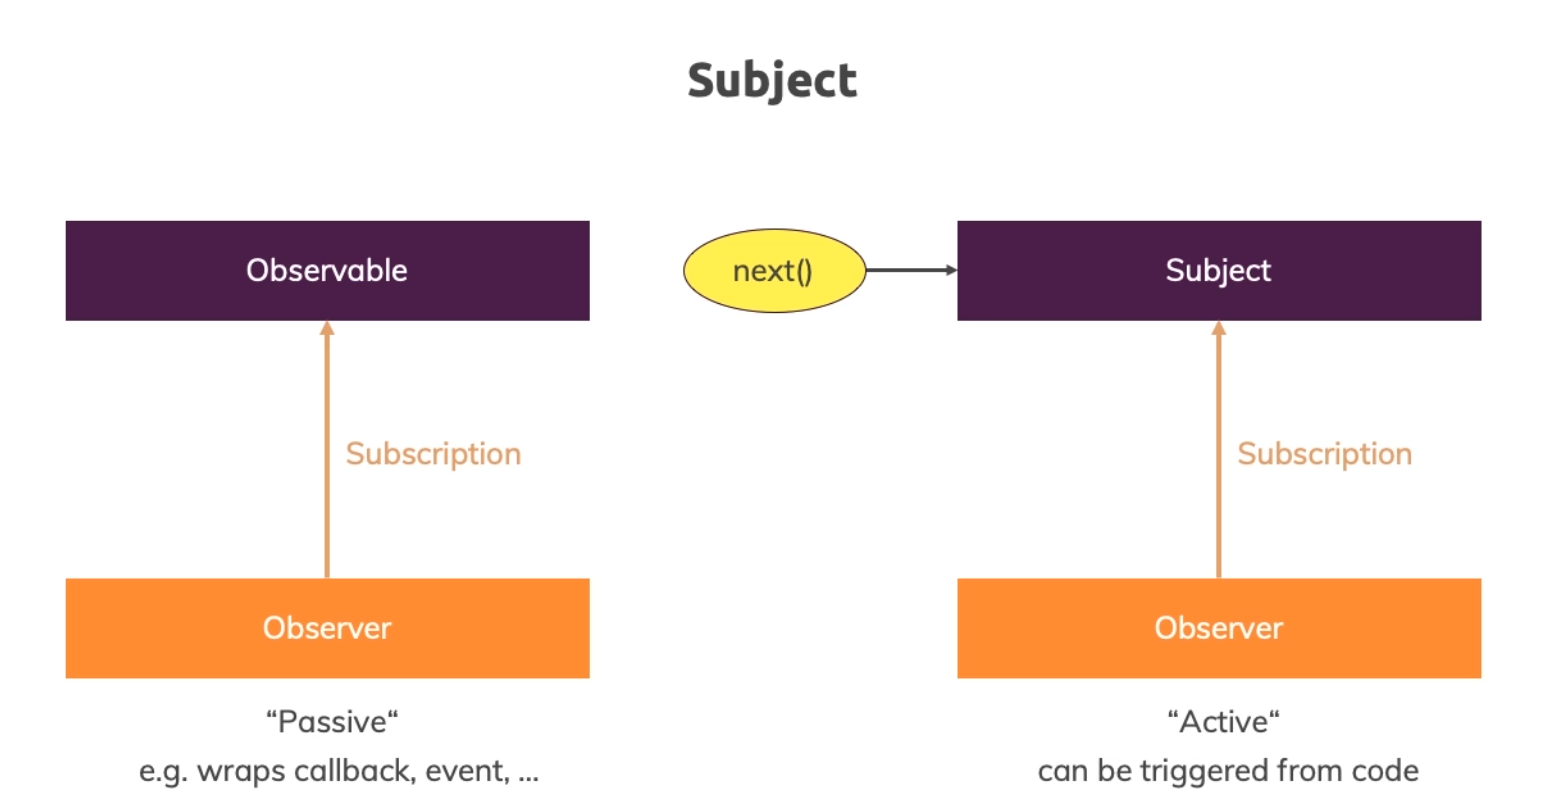 Subject
Observable
next()
Subject
Subscription
Subscription
Observer
Observer
“Passive“
“Active“
e.g. wraps callback, event, ...
can be triggered from code